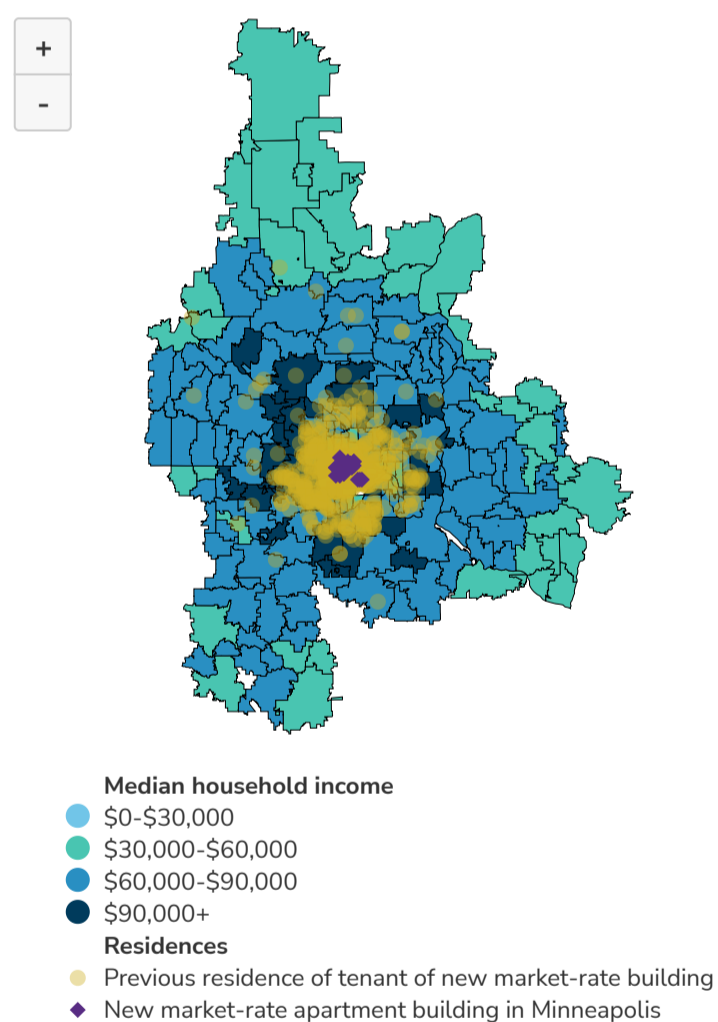 +
-
Median household income
$0-$30,000
$30,000-$60,000
$60,000-$90,000
$90,000+
Residences
Previous residence of tenant of new market-rate building
New market-rate apartment building in Minneapolis